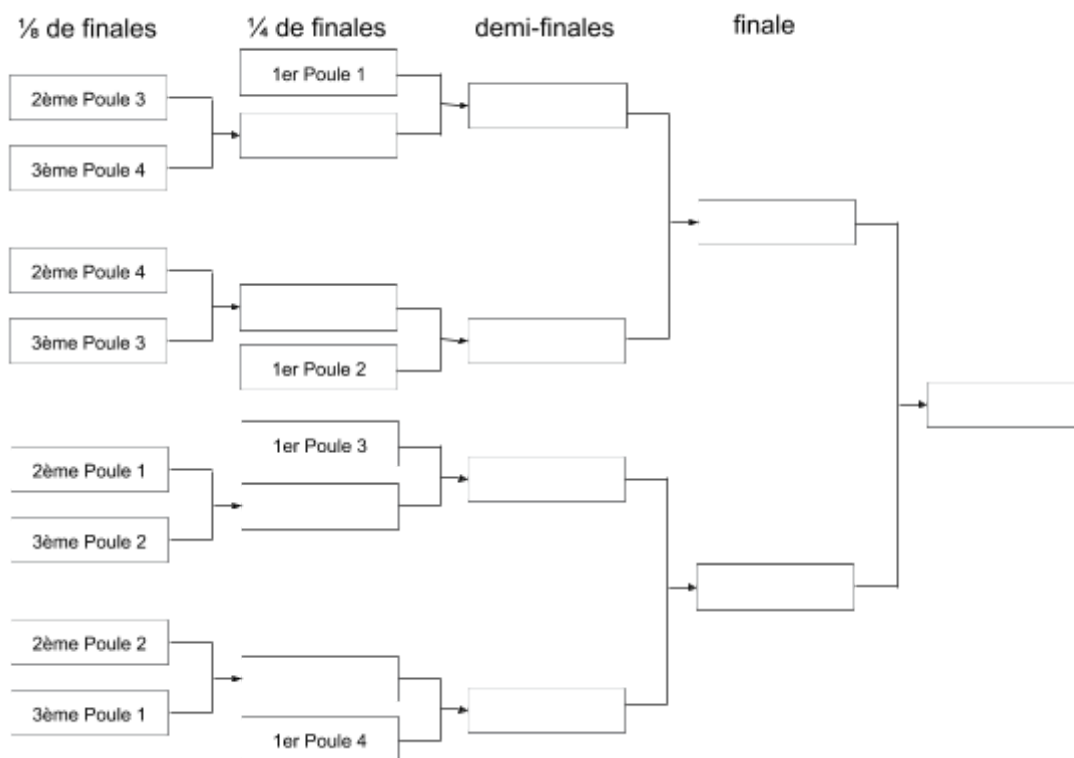 ⅛ de finales
¼ de finales
demi-finales
finale
1er Poule 1
2ème Poule 3
3ème Poule 4
2ème Poule 4
3ème Poule 3
1er Poule 2
1er Poule 3
2ème Poule 1
3ème Poule 2
2ème Poule 2
3ème Poule 1
1er Poule 4